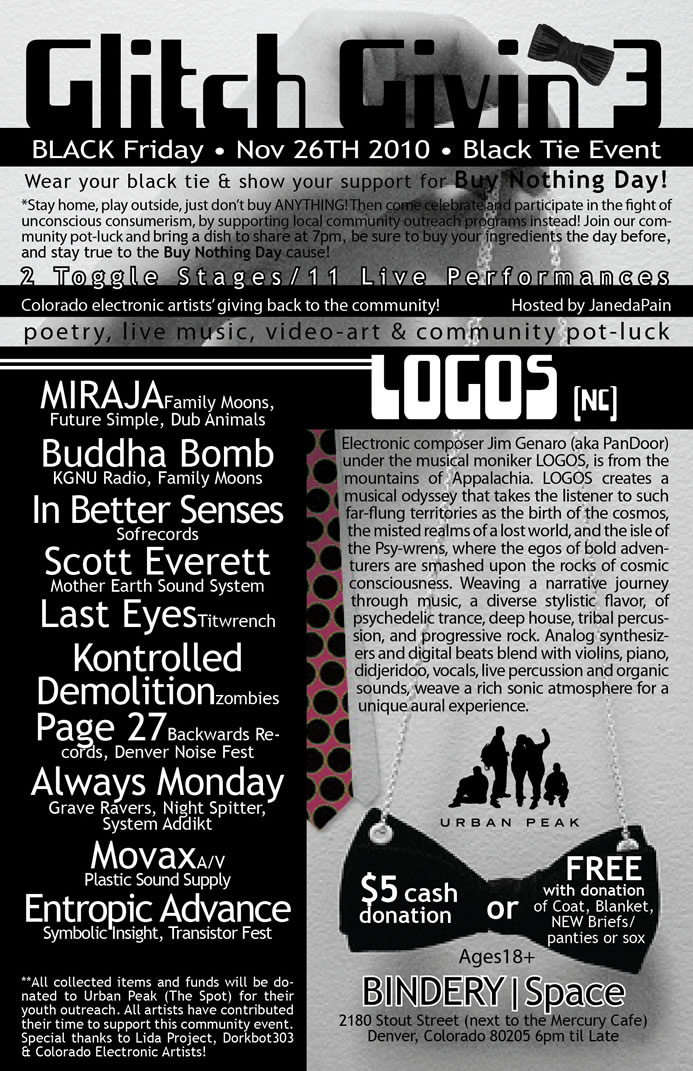 Glitch Givin 3
BLACK Friday • Nov 26TH 2010 • Black Tie Event
Wear your black tie & show your support for Buy Nothing Day!
*Stay home, play outside, just don't buy ANYTHING! Then come celebrate and participate in the fight of
unconscious consumerism, by supporting local community outreach programs instead! Join our com-
munity pot-luck and bring a dish to share at 7pm, be sure to buy your ingredients the day before,
and stay true to the Buy Nothing Day cause!
2 Toggle Stages/11 Live Performances
Colorado electronic artists' giving back to the community! Hosted by JanedaPain
poetry, live music, video-art & community pot-luck
LOGOS [NC]
MIRAJA Family Moons,
Future Simple, Dub Animals
Buddha Bomb
KGNU Radio, Family Moons
In Better Senses
Sofrecords
Scott Everett
Mother Earth Sound System
Last Eyes Titwrench
Kontrolled
Demolition zombies
Page 27 Backwards Re-
cords, Denver Noise Fest
Always Monday
Grave Ravers, Night Spitter,
System Addikt
Movax A/V
Plastic Sound Supply
Entropic Advance
Symbolic Insight, Transistor Fest
**All collected items and funds will be do-
nated to Urban Peak (The Spot) for their
youth outreach. All artists have contributed
their time to support this community event.
Special thanks to Lida Project, Dorkbot303
& Colorado Electronic Artists!
Electronic composer Jim Genaro (aka PanDoor)
under the musical moniker LOGOS, is from the
mountains of Appalachia. LOGOS creates a
musical odyssey that takes the listener to such
far-flung territories as the birth of the cosmos,
the misted realms of a lost world, and the isle of
the Psy-wrens, where the egos of bold adven-
turers are smashed upon the rocks of cosmic
consciousness. Weaving a narrative journey
through music, a diverse stylistic flavor, of
psychedelic trance, deep house, tribal percus-
sion, and progressive rock. Analog synthesiz-
ers and digital beats blend with violins, piano,
didjeridoo, vocals, live percussion and organic
sounds, weave a rich sonic atmosphere for a
unique aural experience.
URBAN PEAK
$5 cash
donation
or
FREE
with donation
of Coat, Blanket,
NEW Briefs/
panties or sox
Ages18+
BINDERY|Space
2180 Stout Street (next to the Mercury Cafe)
Denver, Colorado 80205 6pm til Late